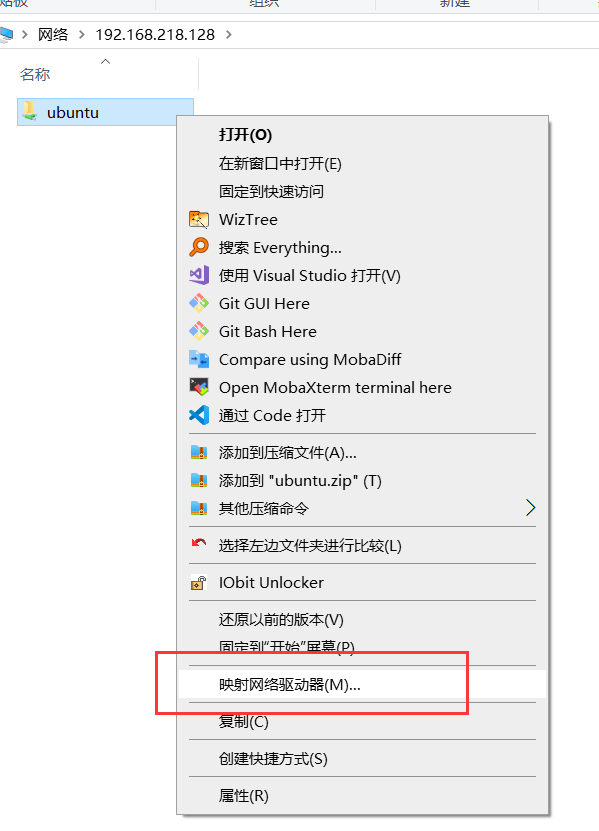 贴板
组织
新建
网络
192.168.218.128
名称
ubuntu
打开(O)
在新窗口中打开(E)
固定到快速访问
WizTree
搜索 Everything...
使用 Visual Studio 打开(V)
Git GUI Here
Git Bash Here
Compare using MobaDiff
Open MobaXterm terminal here
通过 Code 打开
添加到压缩文件(A)...
添加到 "ubuntu.zip" (T)
其他压缩命令
选择左边文件夹进行比较(L)
IObit Unlocker
还原以前的版本(V)
固定到“开始”屏幕(P)
映射网络驱动器(M)...
复制(C)
创建快捷方式(S)
属性(R)